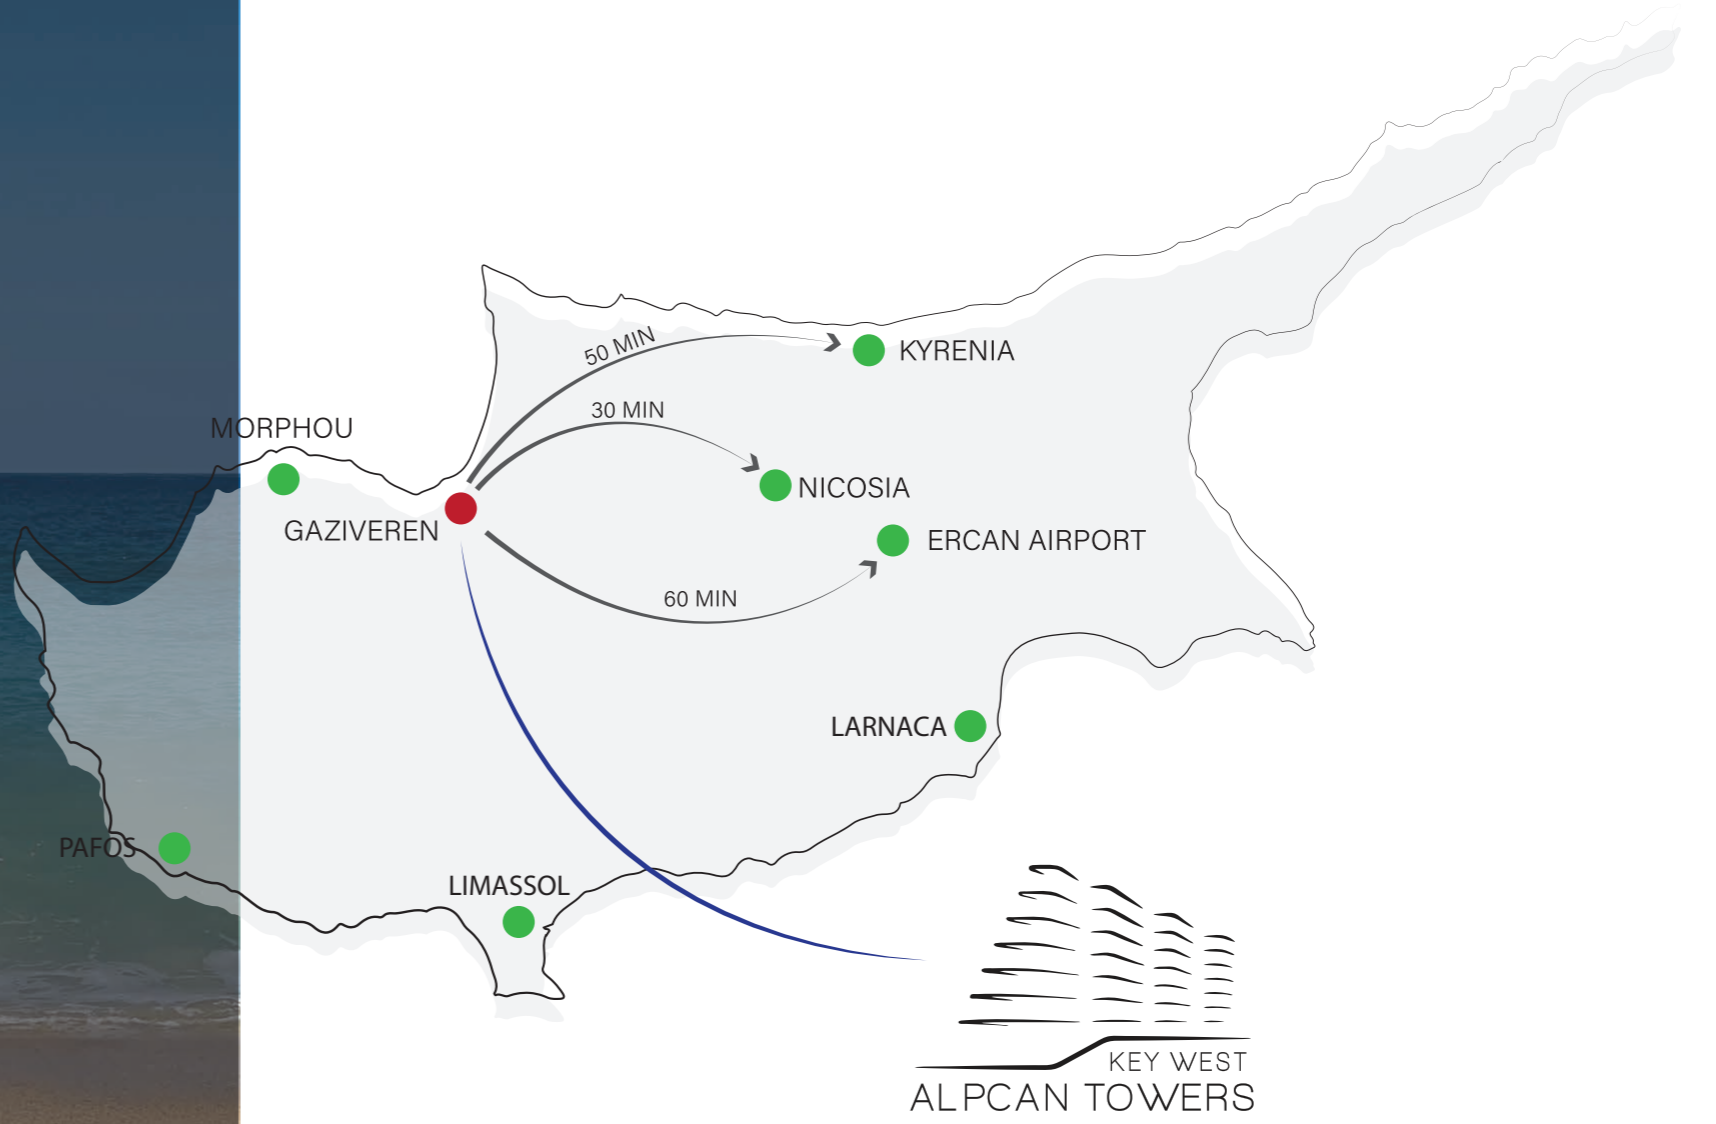 50 MIN
KYRENIA
30 MIN
MORPHOU
NICOSIA
GAZIVEREN
ERCAN AIRPORT
60 MIN
LARNACA
PAFOS
LIMASSOL
KEY WEST
ALPCAN TOWERS